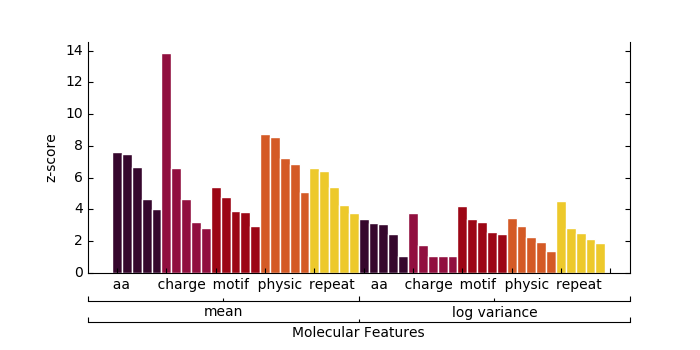 14
12
10
8
6
4
2
0
z-score
aa charge motif physic repeat aa charge motif physic repeat
mean log variance
Molecular Features